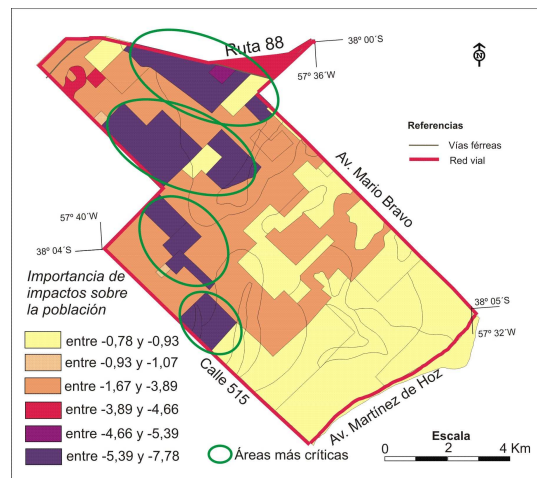 Ruta 88
38º 00´S
57º 36´W
N
Referencias
Vías férreas
Red vial
Av. Mario Bravo
57º 40´W
38º 04´S
38º 05´S
57º 32´W
Importancia de
impactos sobre
la población
entre -0,78 y -0,93
entre -0,93 y -1,07
entre -1,67 y -3,89
entre -3,89 y -4,66
entre -4,66 y -5,39
entre -5,39 y -7,78
Calle 515
Av. Martínez de Hoz
Áreas más críticas
Escala
0 2 4 Km